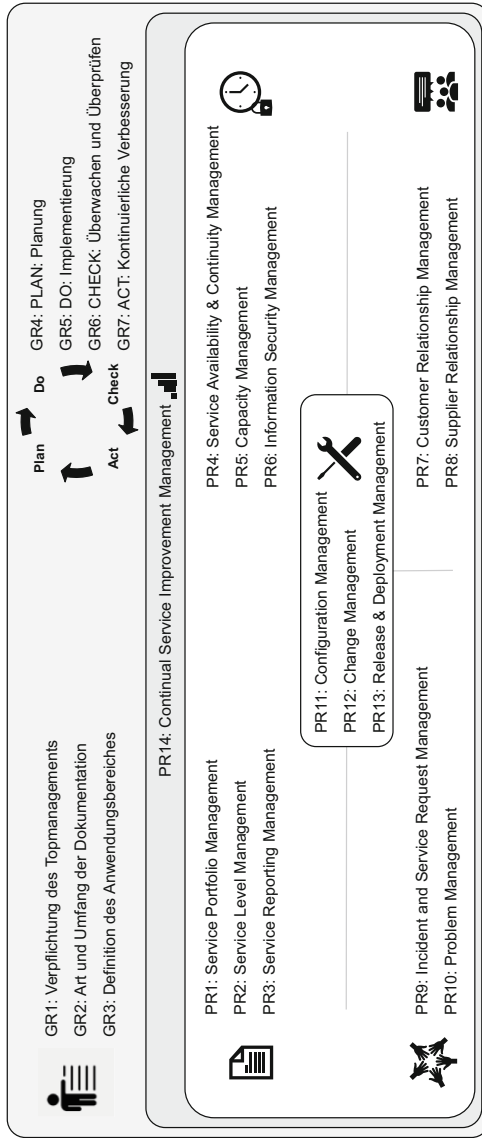 GR1: Verpflichtung des Topmanagements
GR2: Art und Umfang der Dokumentation
GR3: Definition des Anwendungsbereiches
Plan
Do
Act
Check
GR4: PLAN: Planung
GR5: DO: Implementierung
GR6: CHECK: Überwachen und Überprüfen
GR7: ACT: Kontinuierliche Verbesserung
PR14: Continual Service Improvement Management
PR1: Service Portfolio Management
PR2: Service Level Management
PR3: Service Reporting Management
PR4: Service Availability & Continuity Management
PR5: Capacity Management
PR6: Information Security Management
PR11: Configuration Management
PR12: Change Management
PR13: Release & Deployment Management
PR9: Incident and Service Request Management
PR10: Problem Management
PR7: Customer Relationship Management
PR8: Supplier Relationship Management